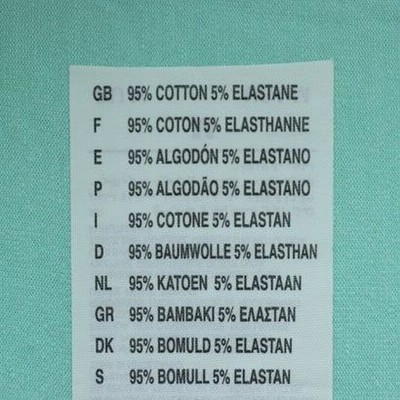 GB 95% COTTON 5% ELASTANE
F 95% COTON 5% ELASTHANNE
E 95% ALGODÓN 5% ELASTANO
P 95% ALGODÃO 5% ELASTANO
I 95% COTONE 5% ELASTAN
D 95% BAUMWOLLE 5% ELASTHAN
NL 95% KATOEN 5% ELASTAAN
GR 95% ΒΑΜΒΑΚΙ 5% ΕΛΑΣΤΑΝ
DK 95% BOMULD 5% ELASTAN
S 95% BOMULL 5% ELASTAN